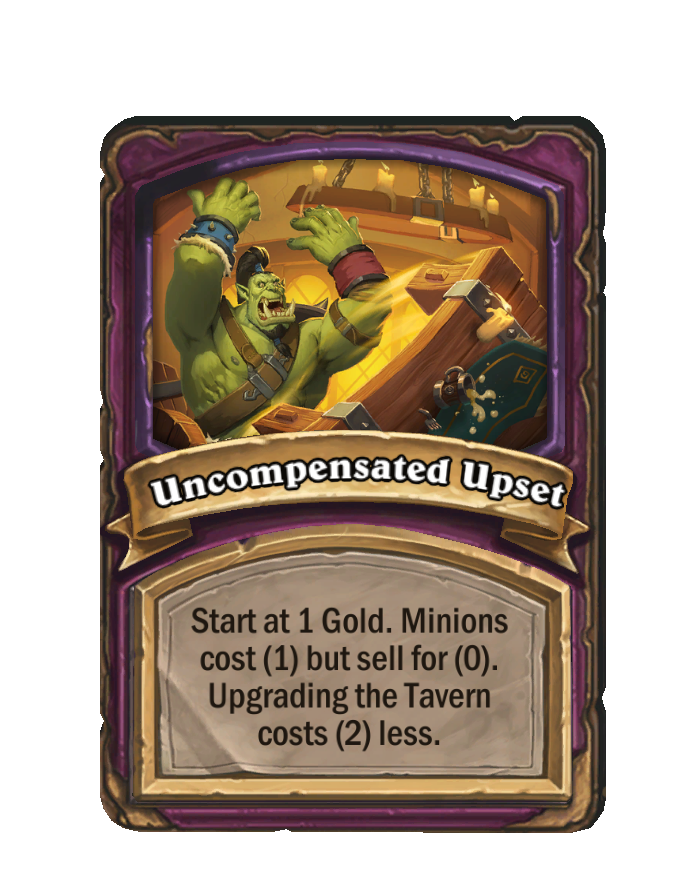 Uncompensated Upset
Start at 1 Gold. Minions
cost (1) but sell for (0).
Upgrading the Tavern
costs (2) less.